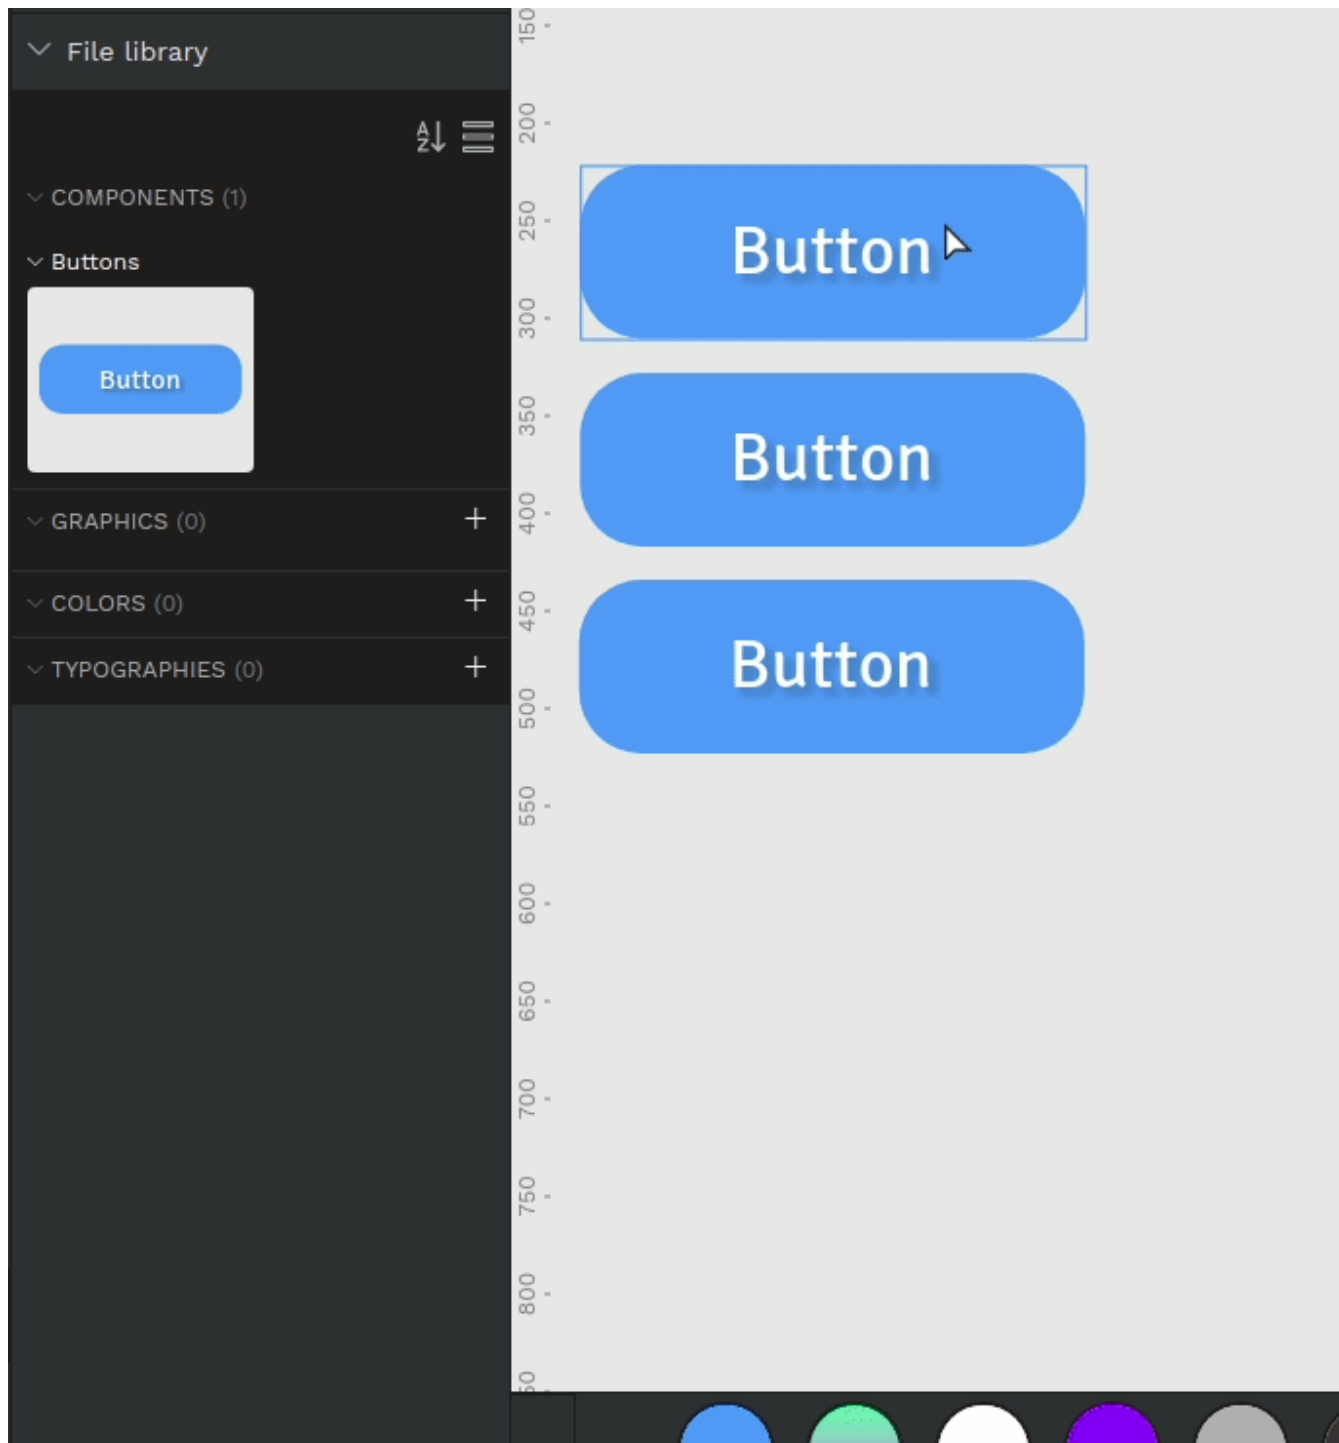 File library
A
Z
COMPONENTS (1)
Buttons
Button
GRAPHICS (0)
COLORS (0)
TYPOGRAPHIES (0)
150
200
250
300
350
400
450
500
550
600
650
700
750
800
Button
Button
Button